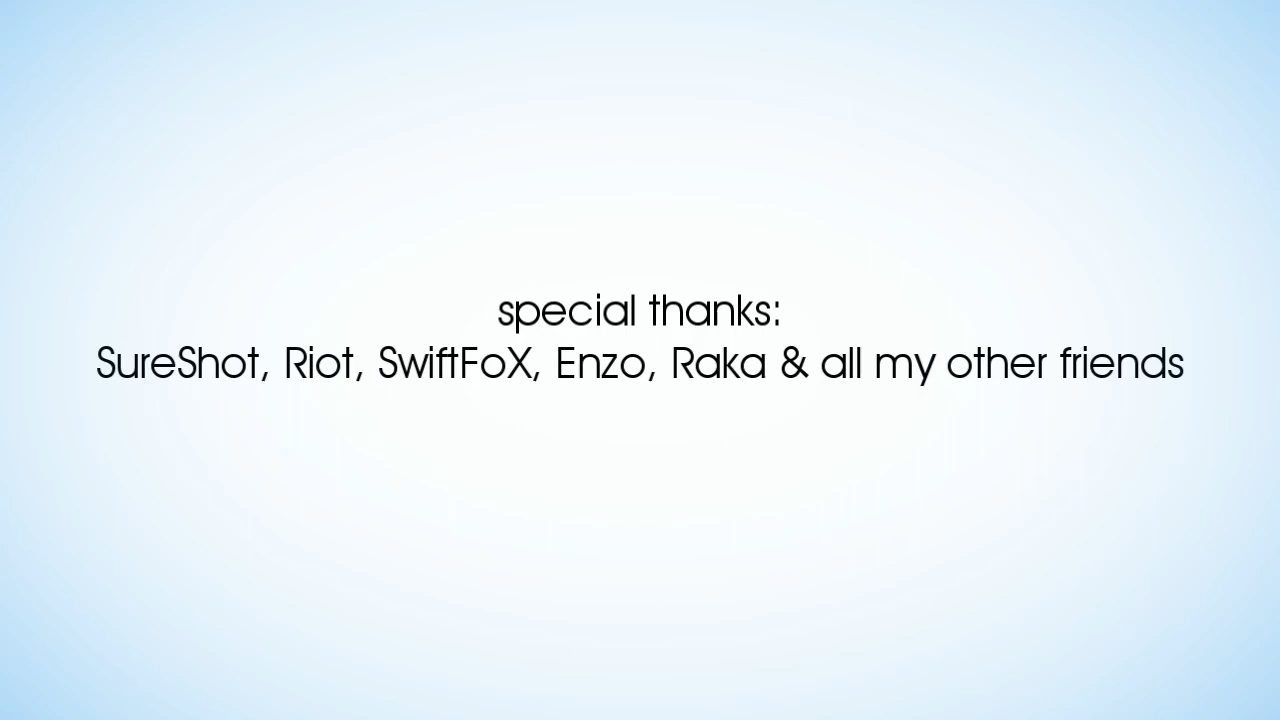 special thanks:
SureShot, Riot, SwiftFoX, Enzo, Raka & all my other friends